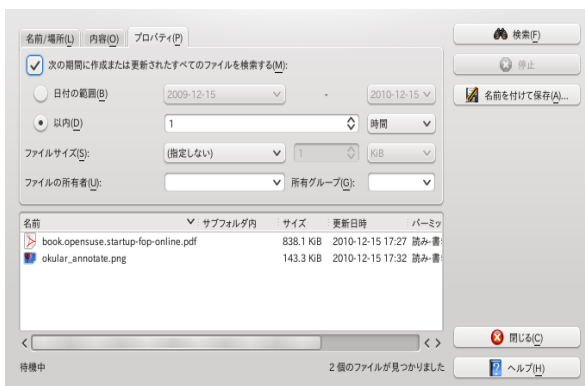 名前/場所(L) 内容(O) プロパティ(P)
検索(F)
次の期間に作成または更新されたすべてのファイルを検索する(M):
停止
日付の範囲(B) 2009-12-15 - 2010-12-15
名前を付けて保存(A)...
以内(D) 1 時間
ファイルサイズ(S): (指定しない) 1 KiB
ファイルの所有者(U): 所有グループ(G):
名前 サブフォルダ内 サイズ 更新日時 パーミッ
book.opensuse.startup-fop-online.pdf 838.1 KiB 2010-12-15 17:27 読み-書
okular_annotate.png 143.3 KiB 2010-12-15 17:32 読み-書
閉じる(C)
待機中 2 個のファイルが見つかりました
ヘルプ(H)